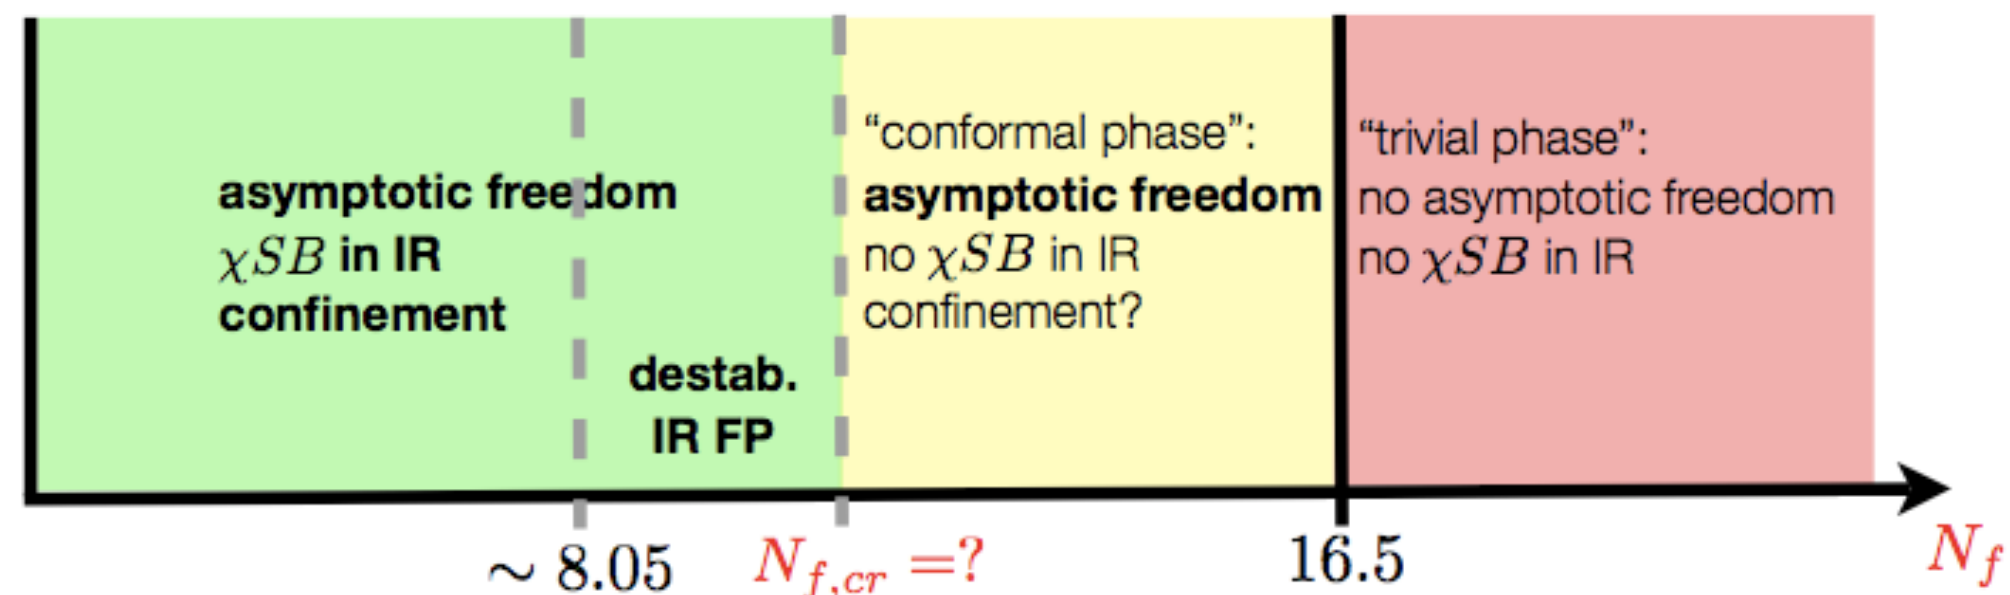 asymptotic freedom
χSB in IR
confinement
destab.
IR FP
“conformal phase”:
asymptotic freedom
no χSB in IR
confinement?
“trivial phase”:
no asymptotic freedom
no χSB in IR
∼ 8.05
N_{f,cr} =?
16.5
N_f